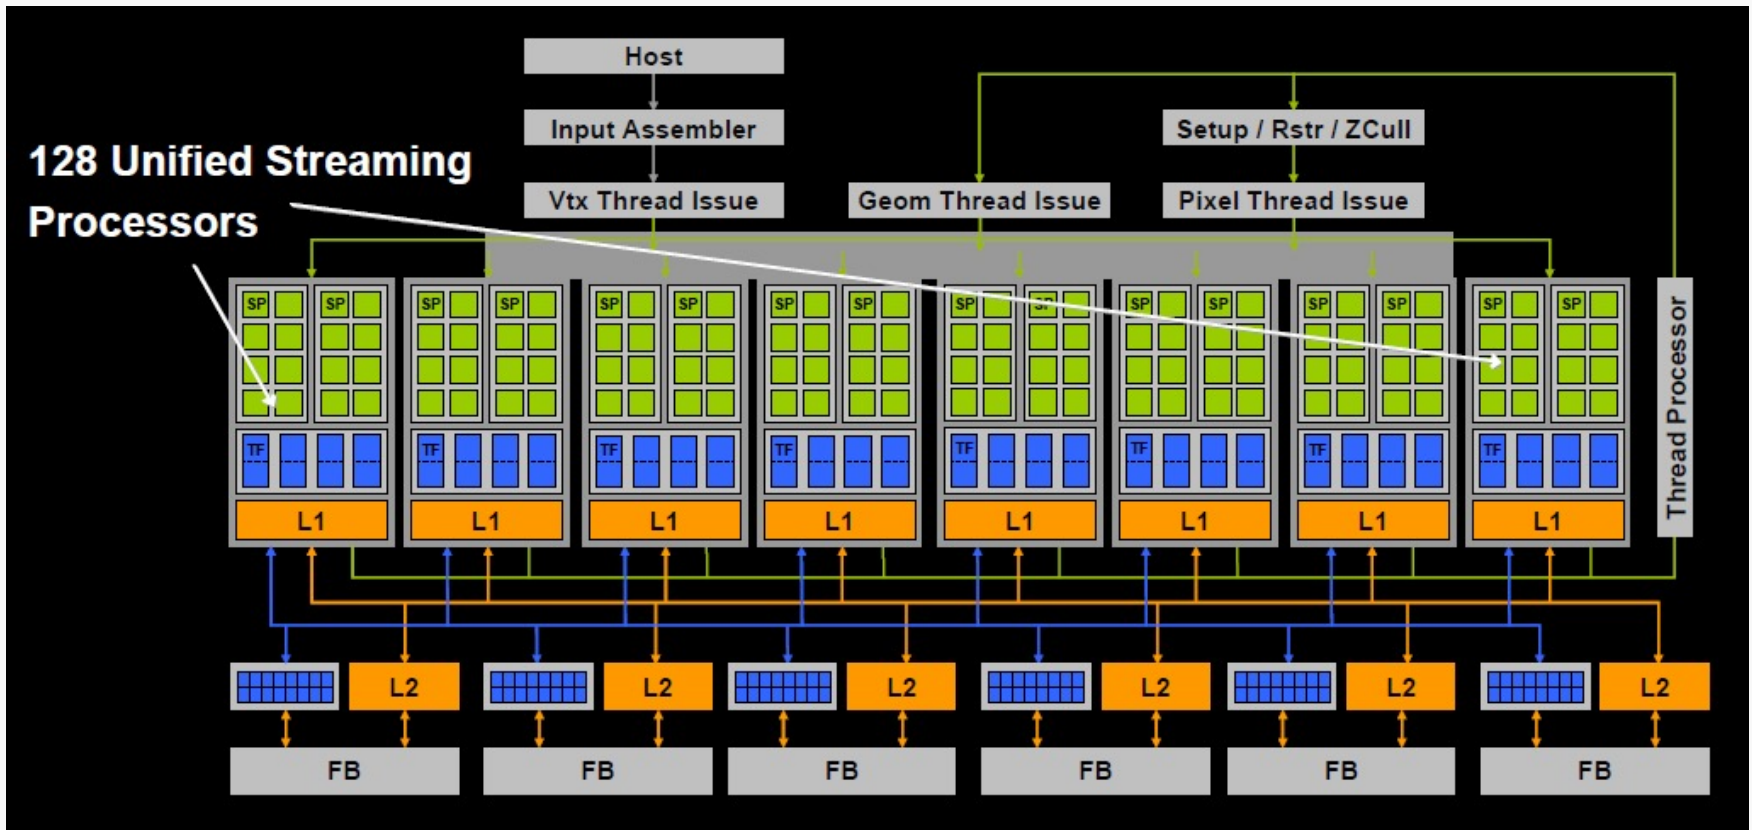 Host
Input Assembler
Setup / Rstr / ZCull
128 Unified Streaming
Processors
Vtx Thread Issue
Geom Thread Issue
Pixel Thread Issue
SP SP SP SP SP SP SP SP SP SP SP SP SP SP SP SP
Thread Processor
TF TF TF TF TF TF TF TF
L1 L1 L1 L1 L1 L1 L1 L1
L2 L2 L2 L2 L2 L2
FB FB FB FB FB FB